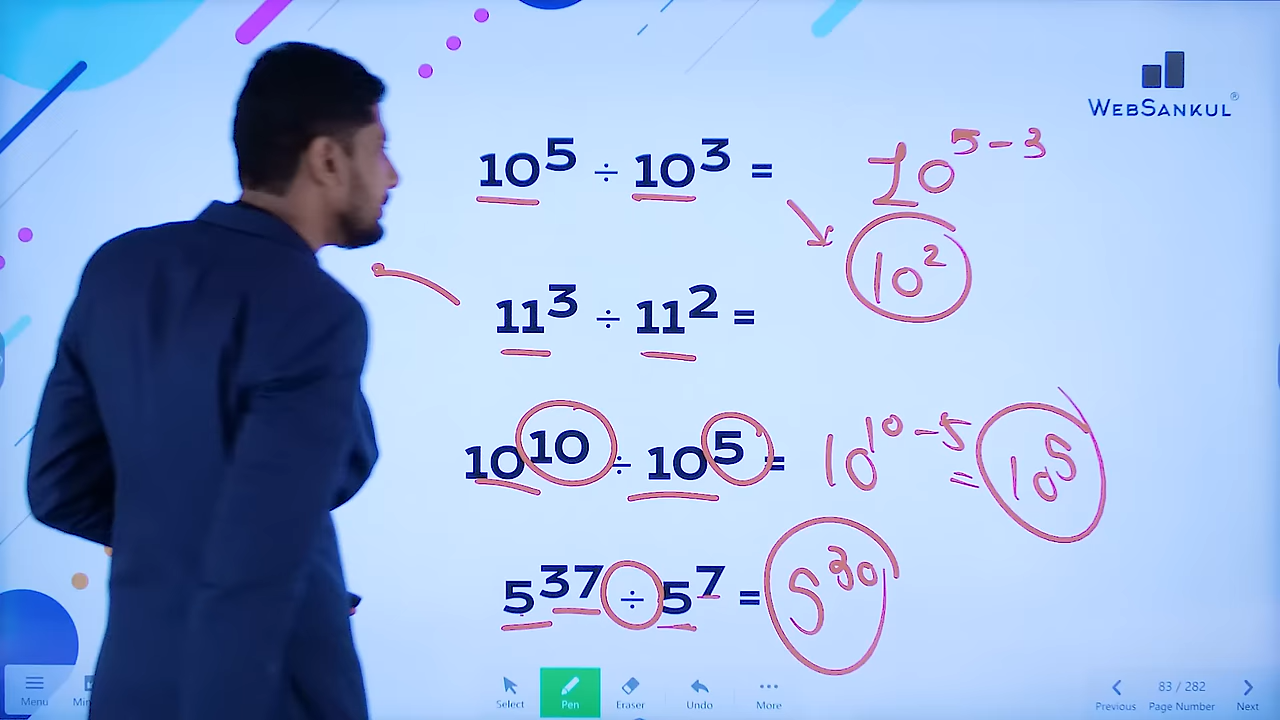 WEBSANKUL®
10⁵ ÷ 10³ = 10⁵⁻³
10²
11³ ÷ 11² =
10¹⁰ ÷ 10⁵ = 10¹⁰⁻⁵ = 10⁵
5³⁷ ÷ 5⁷ = 5³⁰
Menu
Select Pen Eraser Undo More
83 / 282
Previous Page Number Next